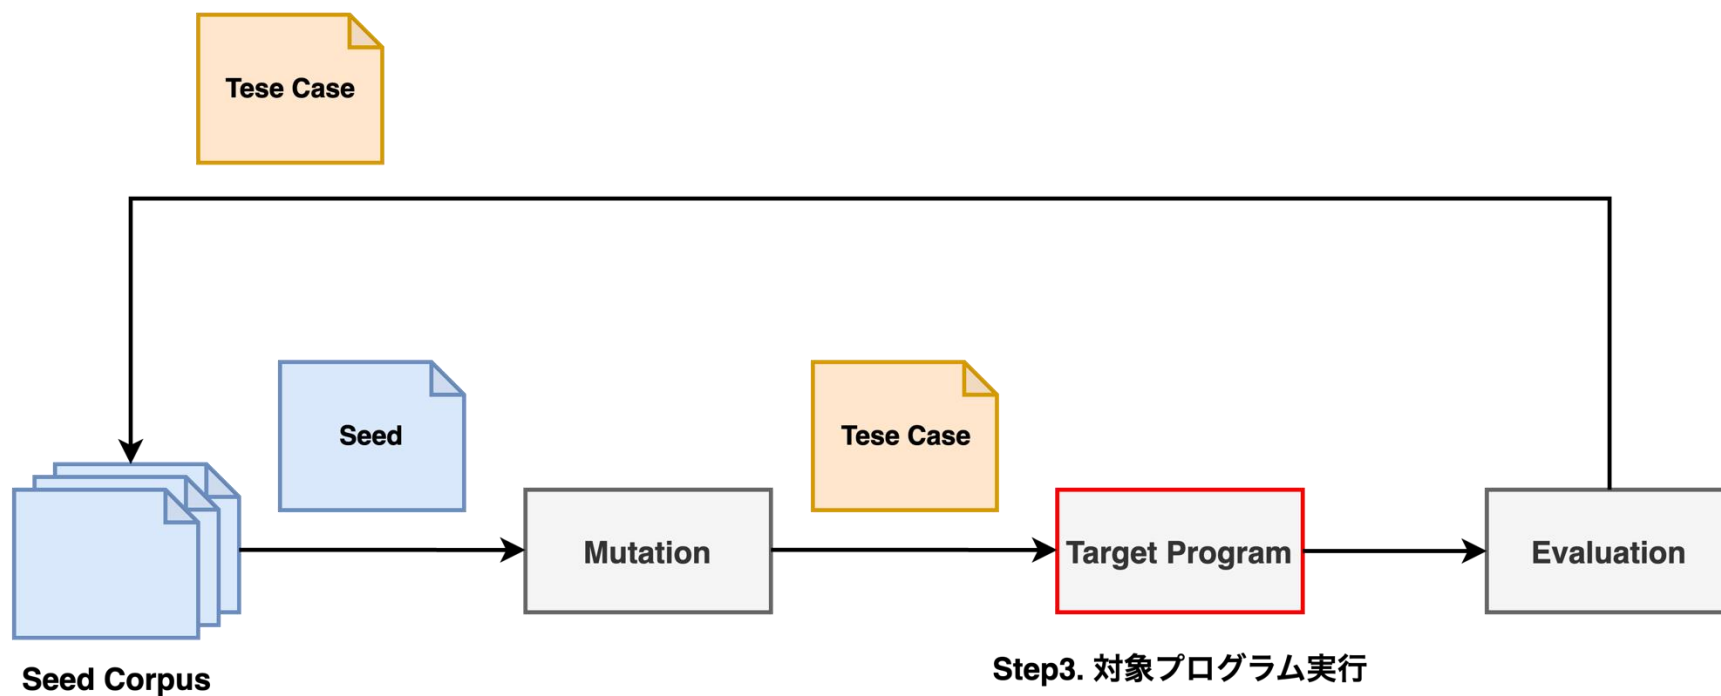 Tese Case
Seed
Tese Case
Mutation
Target Program
Evaluation
Seed Corpus
Step3. 対象プログラム実行